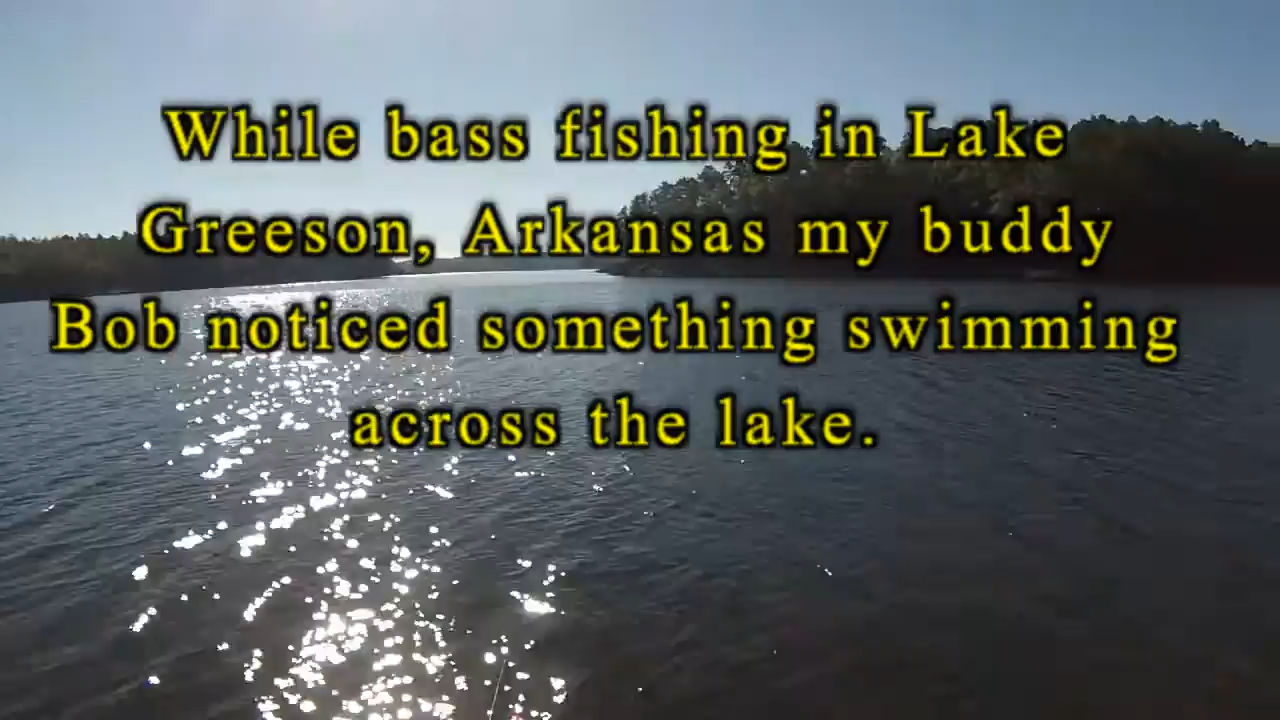 While bass fishing in Lake
Greeson, Arkansas my buddy
Bob noticed something swimming
across the lake.